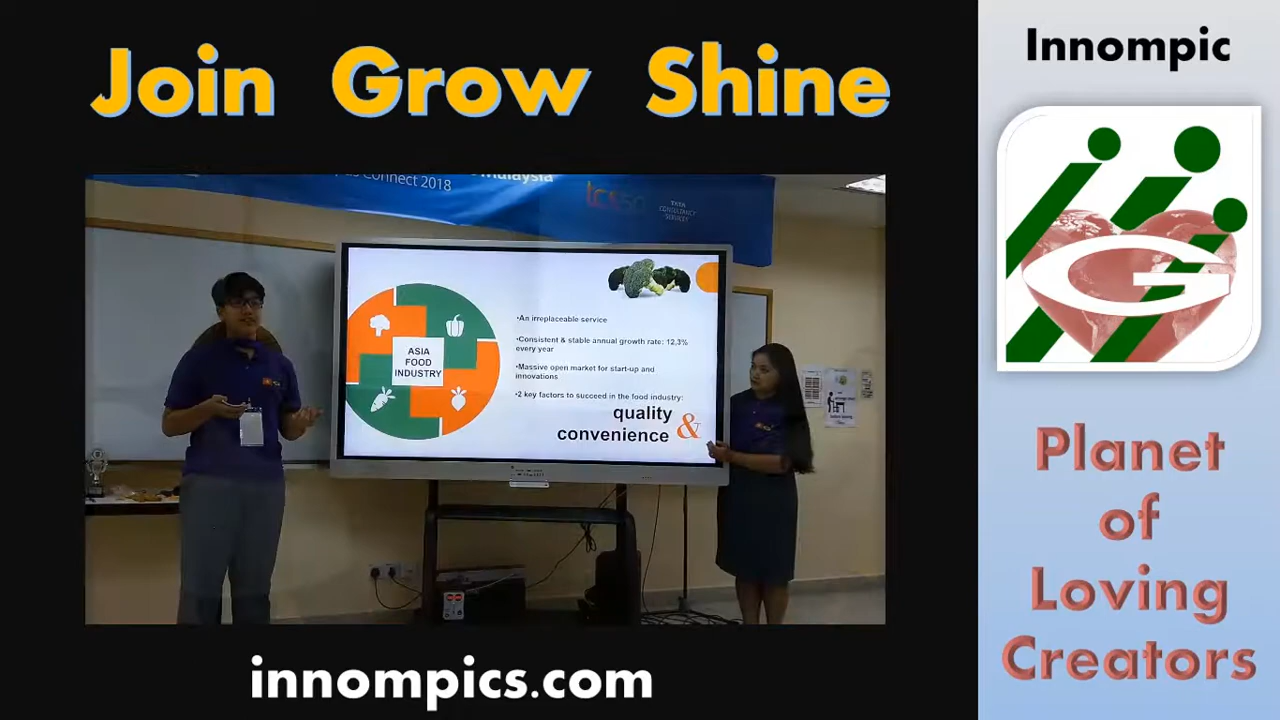 Join Grow Shine
Innompic
Connect 2018
TATA
CONSULTANCY
SERVICES
G
ASIA
FOOD
INDUSTRY
•An irreplaceable service
•Consistent & stable annual growth rate: 12,3%
every year
•Massive open market for start-up and
innovations
•2 key factors to succeed in the food industry:
quality
&
convenience
Planet
of
Loving
Creators
innompics.com